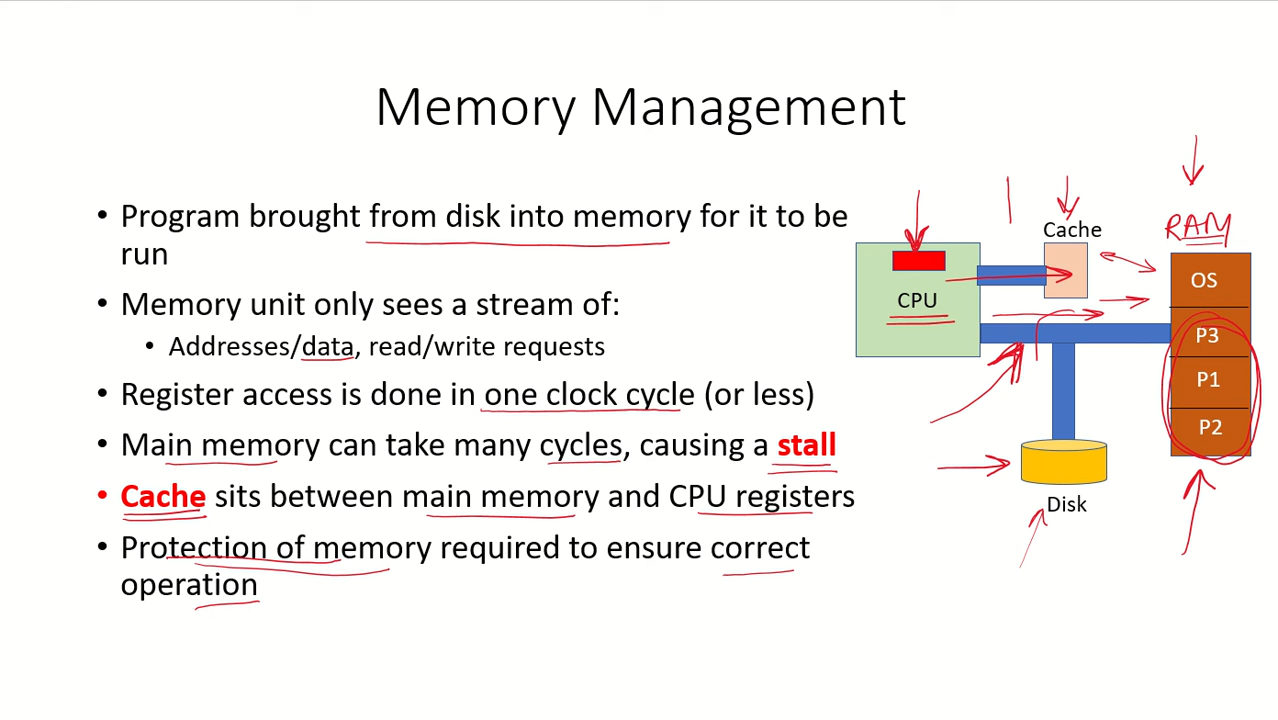 Memory Management
• Program brought from disk into memory for it to be
run
• Memory unit only sees a stream of:
• Addresses/data, read/write requests
• Register access is done in one clock cycle (or less)
• Main memory can take many cycles, causing a stall
• Cache sits between main memory and CPU registers
• Protection of memory required to ensure correct
operation
Cache
RAM
CPU
OS
P3
P1
P2
Disk